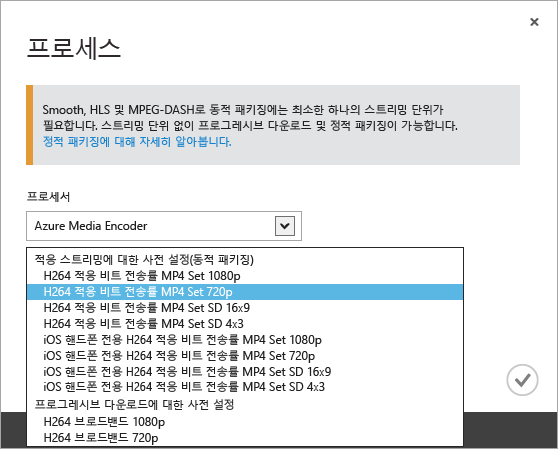 프로세스
Smooth, HLS 및 MPEG-DASH로 동적 패키징에는 최소한 하나의 스트리밍 단위가
필요합니다. 스트리밍 단위 없이 프로그레시브 다운로드 및 정적 패키징이 가능합니다.
정적 패키징에 대해 자세히 알아봅니다.
프로세서
Azure Media Encoder
적응 스트리밍에 대한 사전 설정(동적 패키징)
H264 적응 비트 전송률 MP4 Set 1080p
H264 적응 비트 전송률 MP4 Set 720p
H264 적응 비트 전송률 MP4 Set SD 16x9
H264 적응 비트 전송률 MP4 Set SD 4x3
iOS 핸드폰 전용 H264 적응 비트 전송률 MP4 Set 1080p
iOS 핸드폰 전용 H264 적응 비트 전송률 MP4 Set 720p
iOS 핸드폰 전용 H264 적응 비트 전송률 MP4 Set SD 16x9
iOS 핸드폰 전용 H264 적응 비트 전송률 MP4 Set SD 4x3
프로그레시브 다운로드에 대한 사전 설정
H264 브로드밴드 1080p
H264 브로드밴드 720p